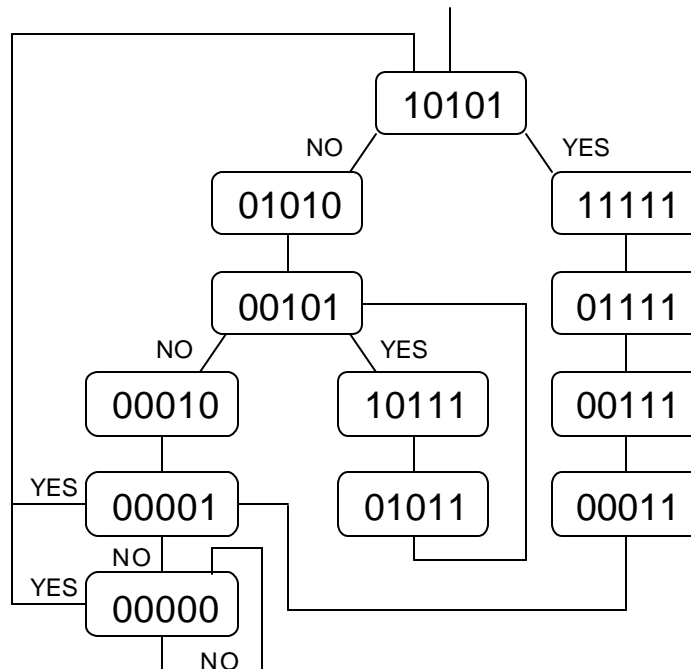 10101
NO YES
01010 11111
00101 01111
NO YES
00010 10111 00111
YES 00001 01011 00011
NO
YES 00000
NO